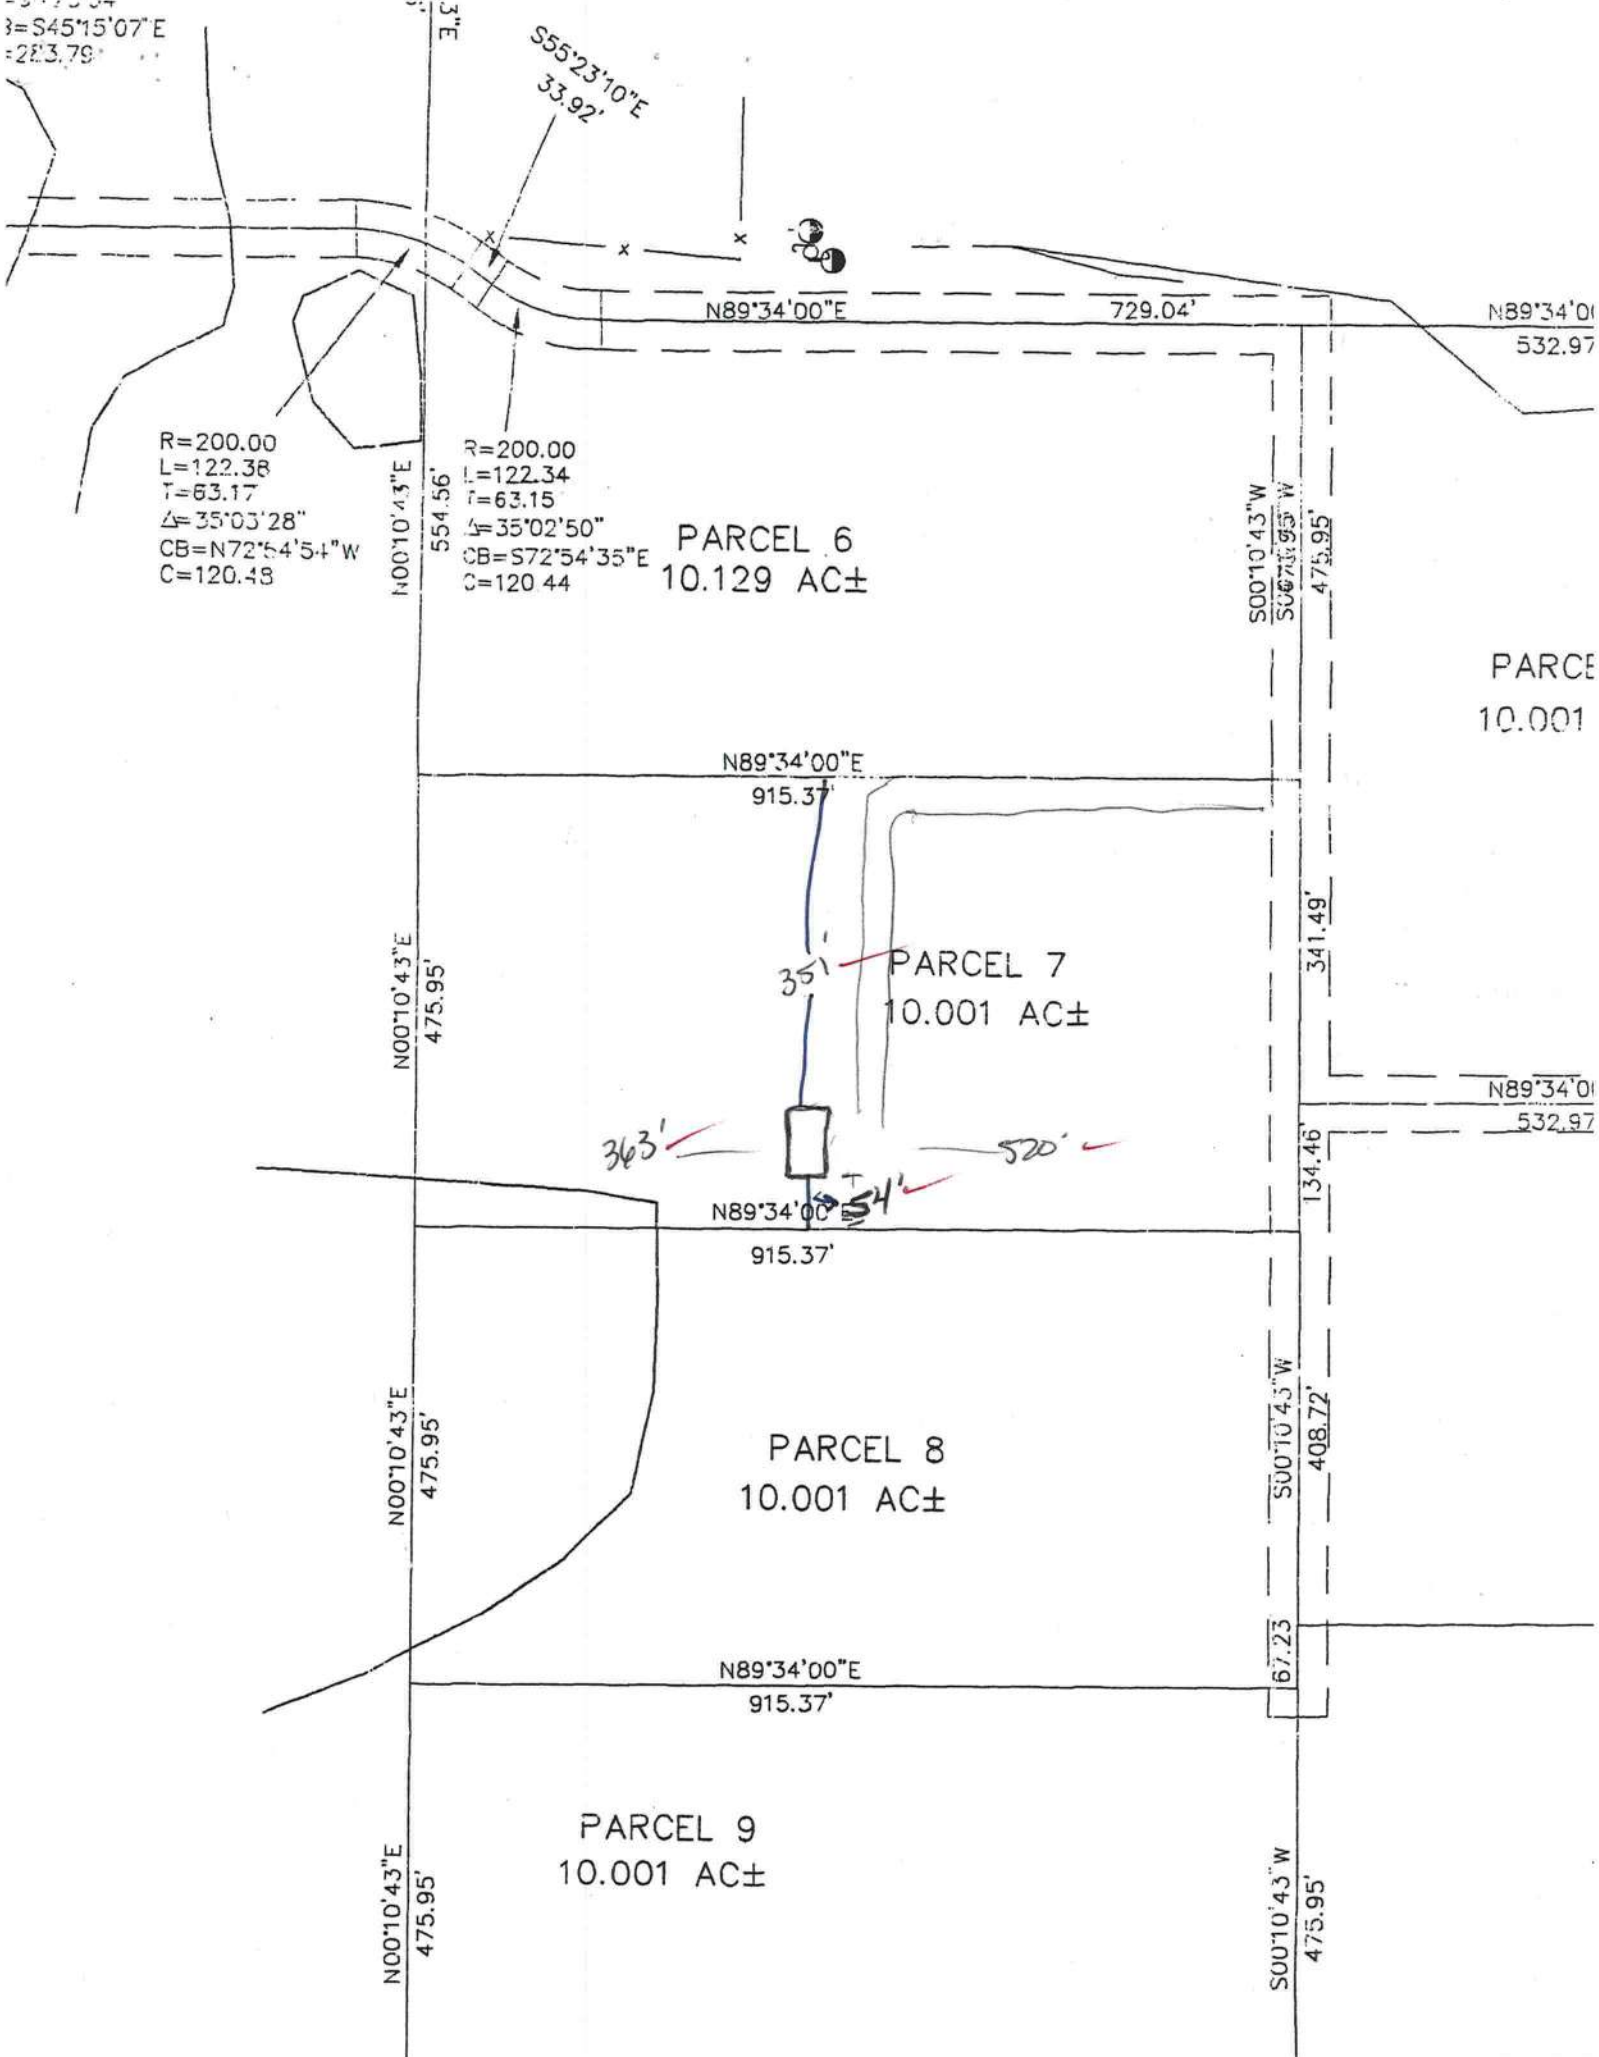 B=S45°15'07"E
3"E
S55°23'10"E
33.92'
N89°34'00"E
729.04'
532.97
R=200.00
L=122.38
T=63.17
Δ=35°03'28"
CB=N72°54'54"W
C=120.48
N00°10'43"E
554.56'
R=200.00
L=122.34
T=63.15
Δ=35°02'50"
CB=S72°54'35"E
C=120.44
PARCEL 6
10.129 AC±
S00°10'43"W
475.95'
10.001
N89°34'00"E
915.37'
N00°10'43"E
475.95'
351'
PARCEL 7
10.001 AC±
341.49'
532.97
363'
520'
134.46'
54'
N89°34'00"
915.37'
N00°10'43"E
475.95'
PARCEL 8
10.001 AC±
S00°10'43"W
408.72'
67.23
N89°34'00"E
915.37'
PARCEL 9
10.001 AC±
N00°10'43"E
475.95'
S00°10'43"W
475.95'